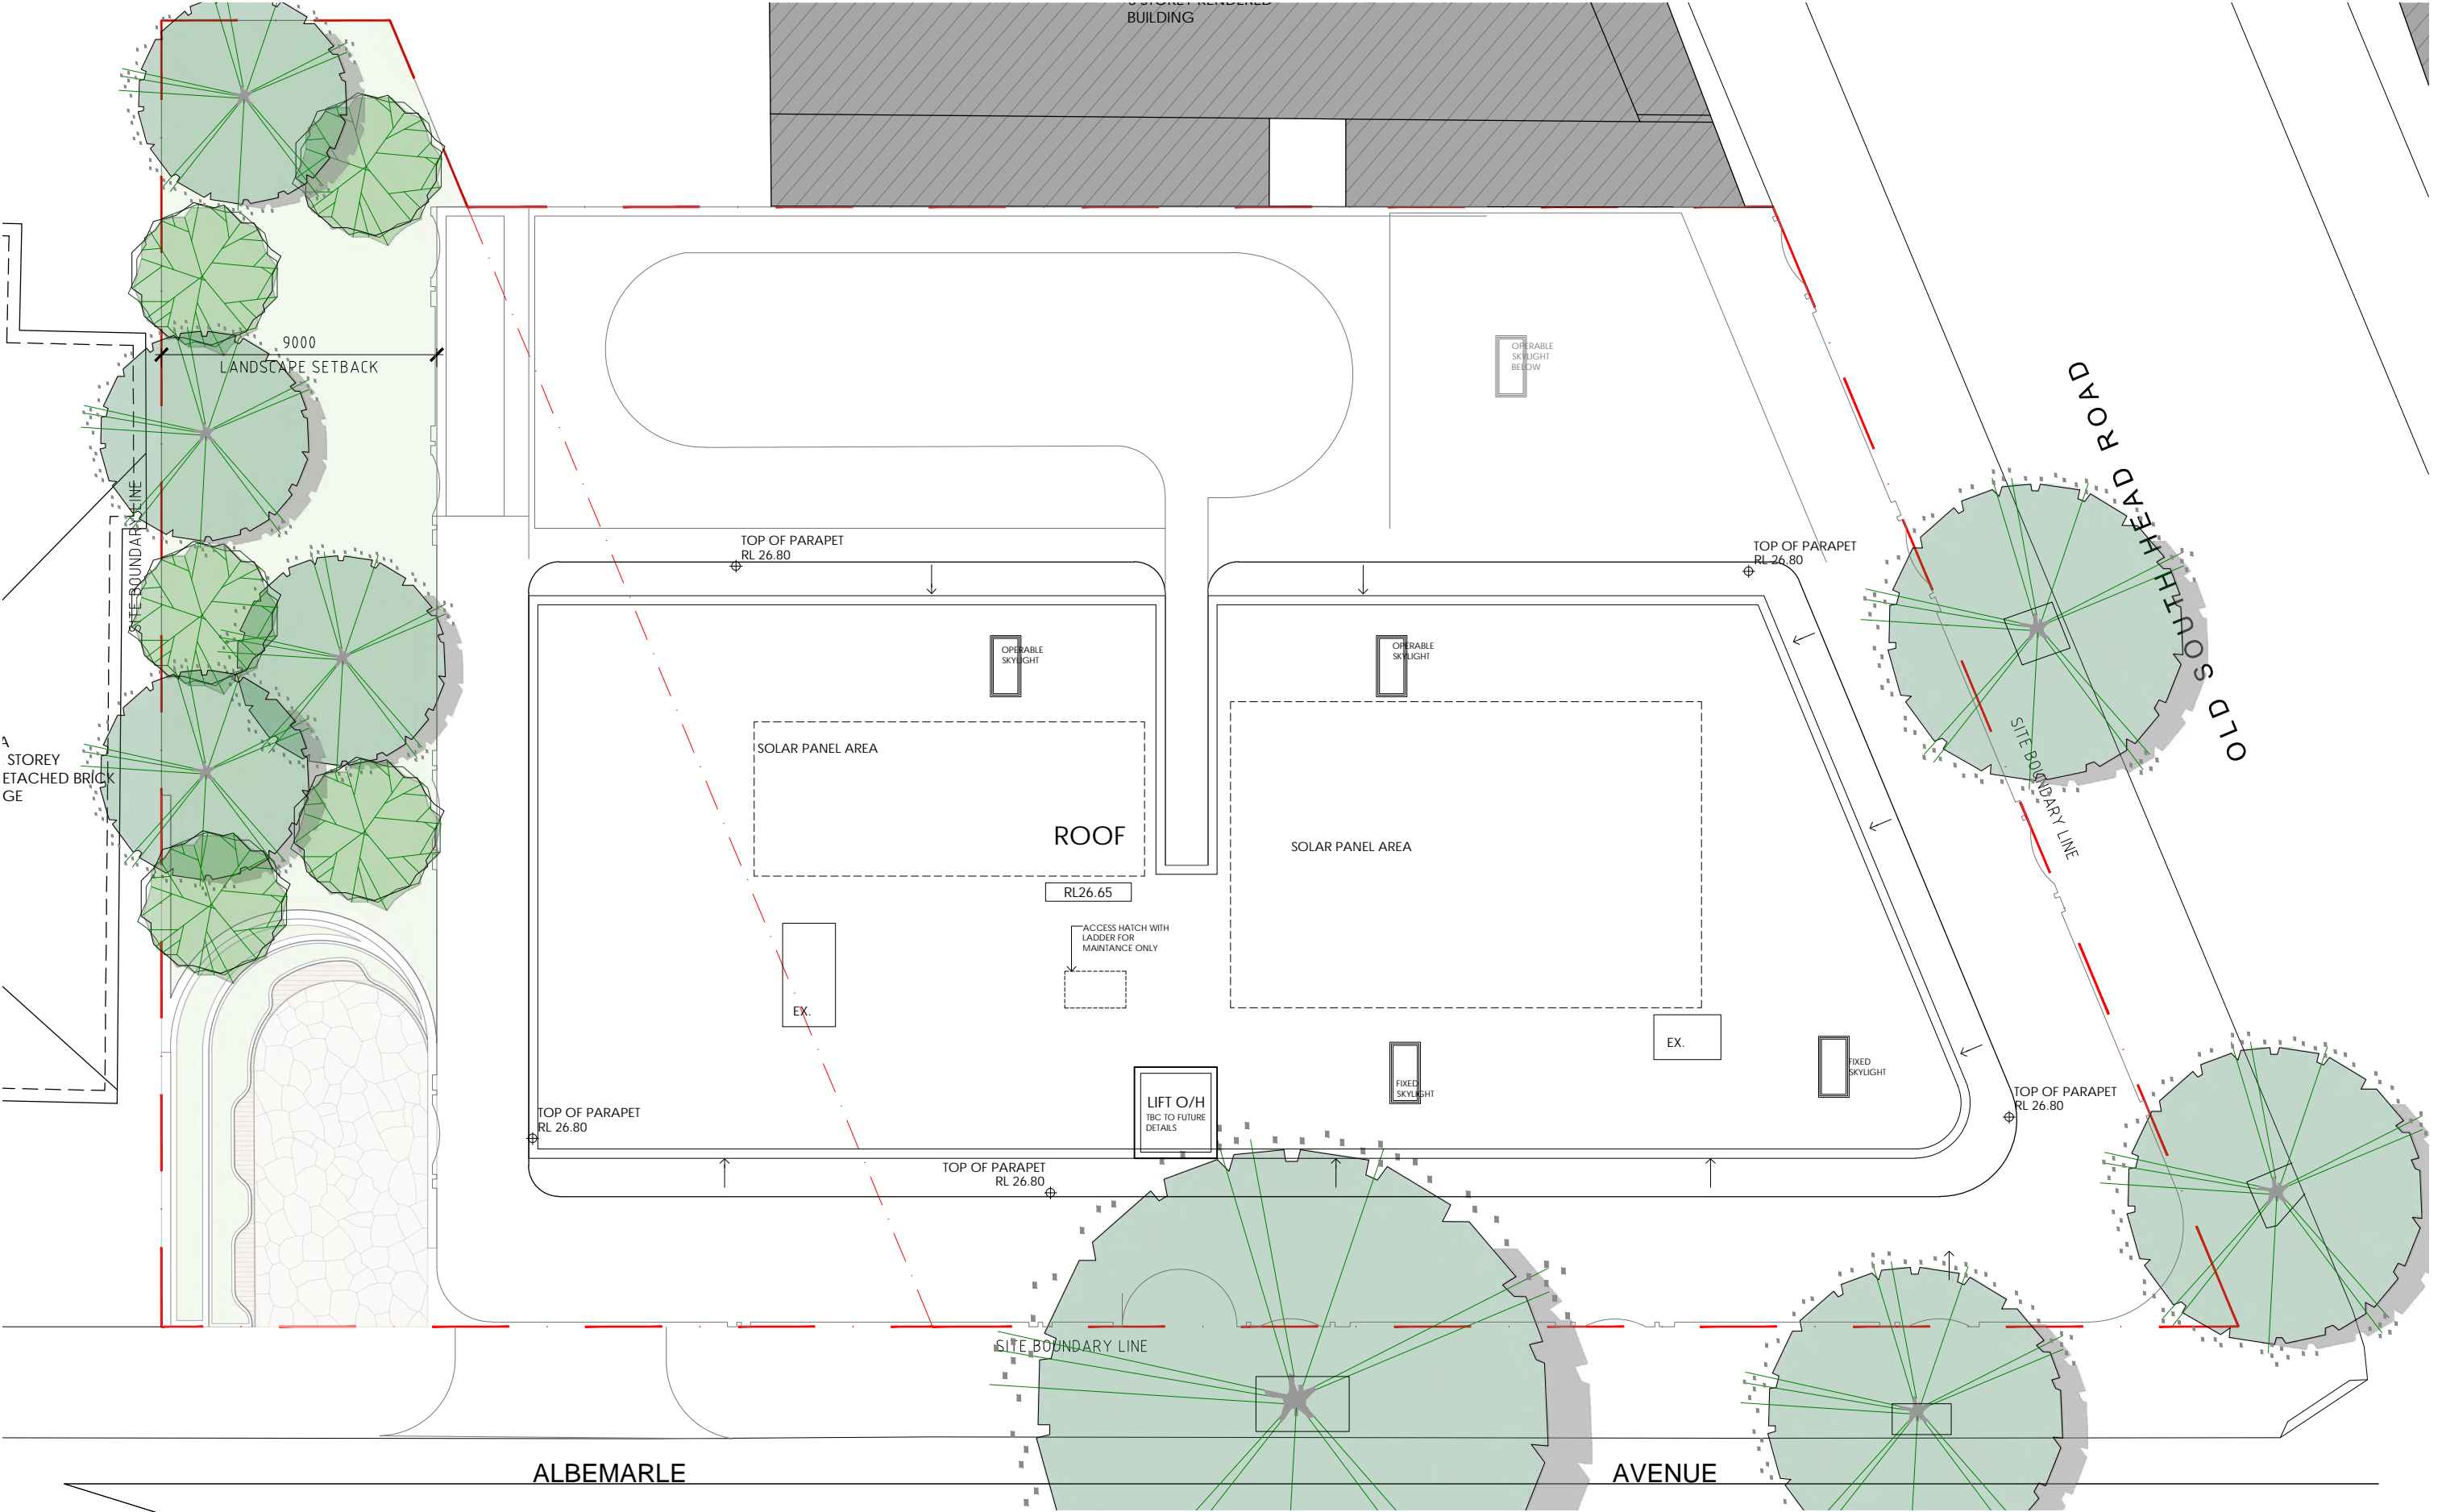 BUILDING
9000
LANDSCAPE SETBACK
SITE BOUNDARY LINE
STOREY
ETACHED BRICK
GE
OPERABLE
SKYLIGHT
BELOW
OLD SOUTH HEAD ROAD
SITE BOUNDARY LINE
TOP OF PARAPET
RL 26.80
TOP OF PARAPET
RL 26.80
OPERABLE
SKYLIGHT
OPERABLE
SKYLIGHT
SOLAR PANEL AREA
ROOF
SOLAR PANEL AREA
RL26.65
ACCESS HATCH WITH
LADDER FOR
MAINTANCE ONLY
EX.
EX.
FIXED
SKYLIGHT
FIXED
SKYLIGHT
LIFT O/H
TBC TO FUTURE
DETAILS
TOP OF PARAPET
RL 26.80
TOP OF PARAPET
RL 26.80
TOP OF PARAPET
RL 26.80
SITE BOUNDARY LINE
ALBEMARLE AVENUE